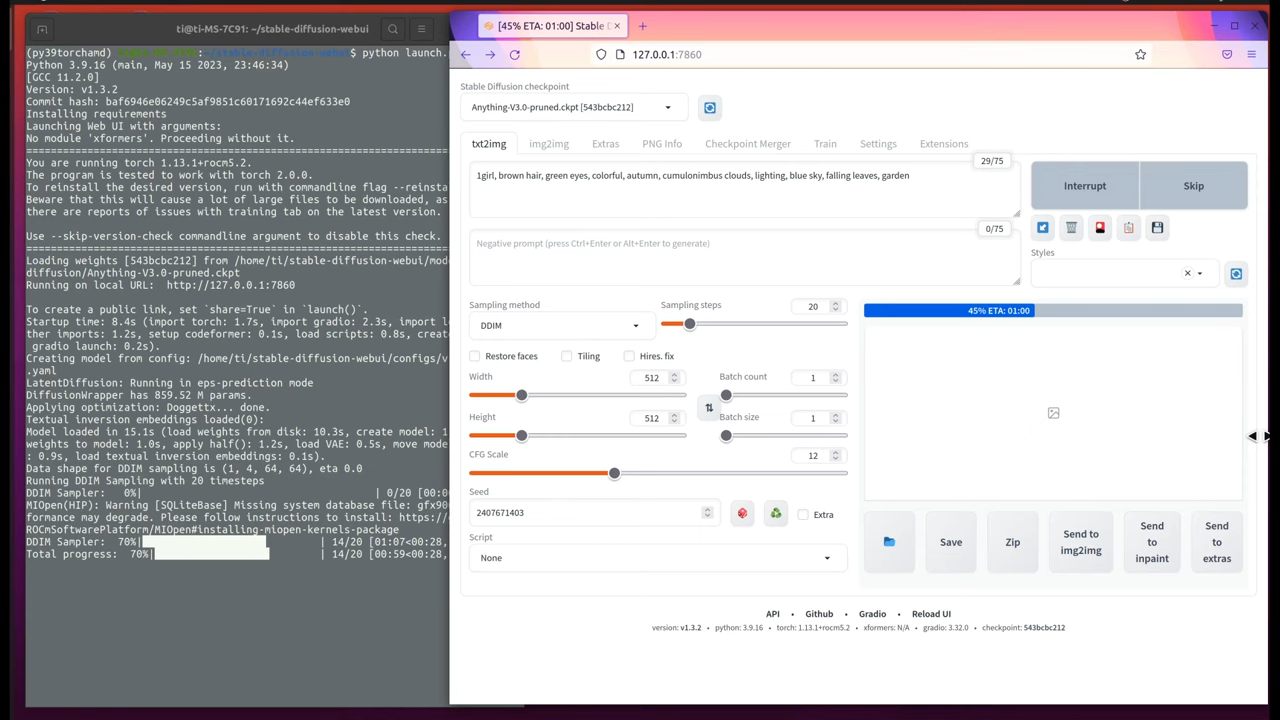 ti@ti-MS-7C91: ~/stable-diffusion-webui
(py39torchamd) :~/stable-diffusion-webui$ python launch.
Python 3.9.16 (main, May 15 2023, 23:46:34)
[GCC 11.2.0]
Version: v1.3.2
Commit hash: baf6946e06249c5af9851c60171692c44ef633e0
Installing requirements
Launching Web UI with arguments:
No module 'xformers'. Proceeding without it.
You are running torch 1.13.1+rocm5.2.
The program is tested to work with torch 2.0.0.
To reinstall the desired version, run with commandline flag --reinsta
Beware that this will cause a lot of large files to be downloaded, as
there are reports of issues with training tab on the latest version.
Use --skip-version-check commandline argument to disable this check.
Loading weights [543bcbc212] from /home/ti/stable-diffusion-webui/mod
diffusion/Anything-V3.0-pruned.ckpt
Running on local URL:  http://127.0.0.1:7860
To create a public link, set `share=True` in `launch()`.
Startup time: 8.4s (import torch: 1.7s, import gradio: 2.3s, import l
ther imports: 1.2s, setup codeformer: 0.1s, load scripts: 0.8s, create
gradio launch: 0.2s).
Creating model from config: /home/ti/stable-diffusion-webui/configs/v
.yaml
LatentDiffusion: Running in eps-prediction mode
DiffusionWrapper has 859.52 M params.
Applying optimization: Doggettx... done.
Textual inversion embeddings loaded(0):
Model loaded in 15.1s (load weights from disk: 10.3s, create model: 1
weights to model: 1.0s, apply half(): 1.2s, load VAE: 0.5s, move mode
: 0.9s, load textual inversion embeddings: 0.1s).
Data shape for DDIM sampling is (1, 4, 64, 64), eta 0.0
Running DDIM Sampling with 20 timesteps
DDIM Sampler:   0%| | 0/20 [00:0
MIOpen(HIP): Warning [SQLiteBase] Missing system database file: gfx90
formance may degrade. Please follow instructions to install: https:/
ROCmSoftwarePlatform/MIOpen#installing-miopen-kernels-package
DDIM Sampler:  70%| | 14/20 [01:07<00:28,
Total progress:  70%| | 14/20 [00:59<00:28,
[45% ETA: 01:00] Stable D
127.0.0.1:7860
Stable Diffusion checkpoint
Anything-V3.0-pruned.ckpt [543bcbc212]
txt2img img2img Extras PNG Info Checkpoint Merger Train Settings Extensions
29/75
1girl, brown hair, green eyes, colorful, autumn, cumulonimbus clouds, lighting, blue sky, falling leaves, garden
Interrupt Skip
0/75
Negative prompt (press Ctrl+Enter or Alt+Enter to generate)
Styles
Sampling method
DDIM
Sampling steps 20
45% ETA: 01:00
Restore faces Tiling Hires. fix
Width 512 Batch count 1
Height 512 Batch size 1
CFG Scale 12
Seed
2407671403 Extra
Script
None
Save Zip Send to img2img Send to inpaint Send to extras
API • Github • Gradio • Reload UI
version: v1.3.2 • python: 3.9.16 • torch: 1.13.1+rocm5.2 • xformers: N/A • gradio: 3.32.0 • checkpoint: 543bcbc212